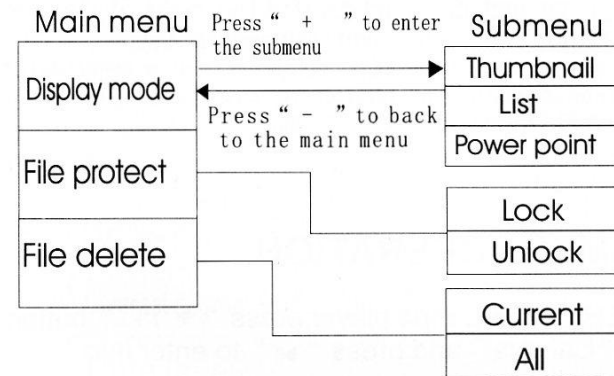 Main menu
Press “ + ” to enter
the submenu
Submenu
Display mode
Thumbnail
List
Power point
Press “ - ” to back
to the main menu
File protect
Lock
Unlock
File delete
Current
All